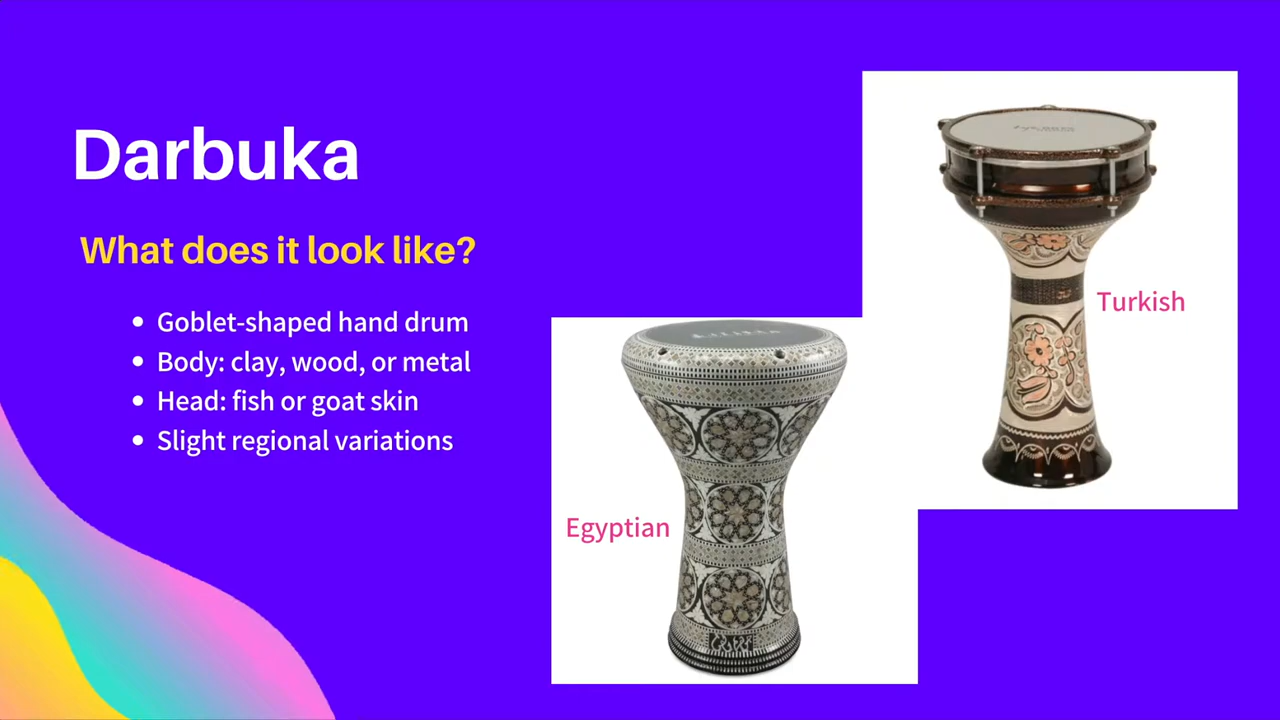 Darbuka
What does it look like?
• Goblet-shaped hand drum
• Body: clay, wood, or metal
• Head: fish or goat skin
• Slight regional variations
Turkish
Egyptian